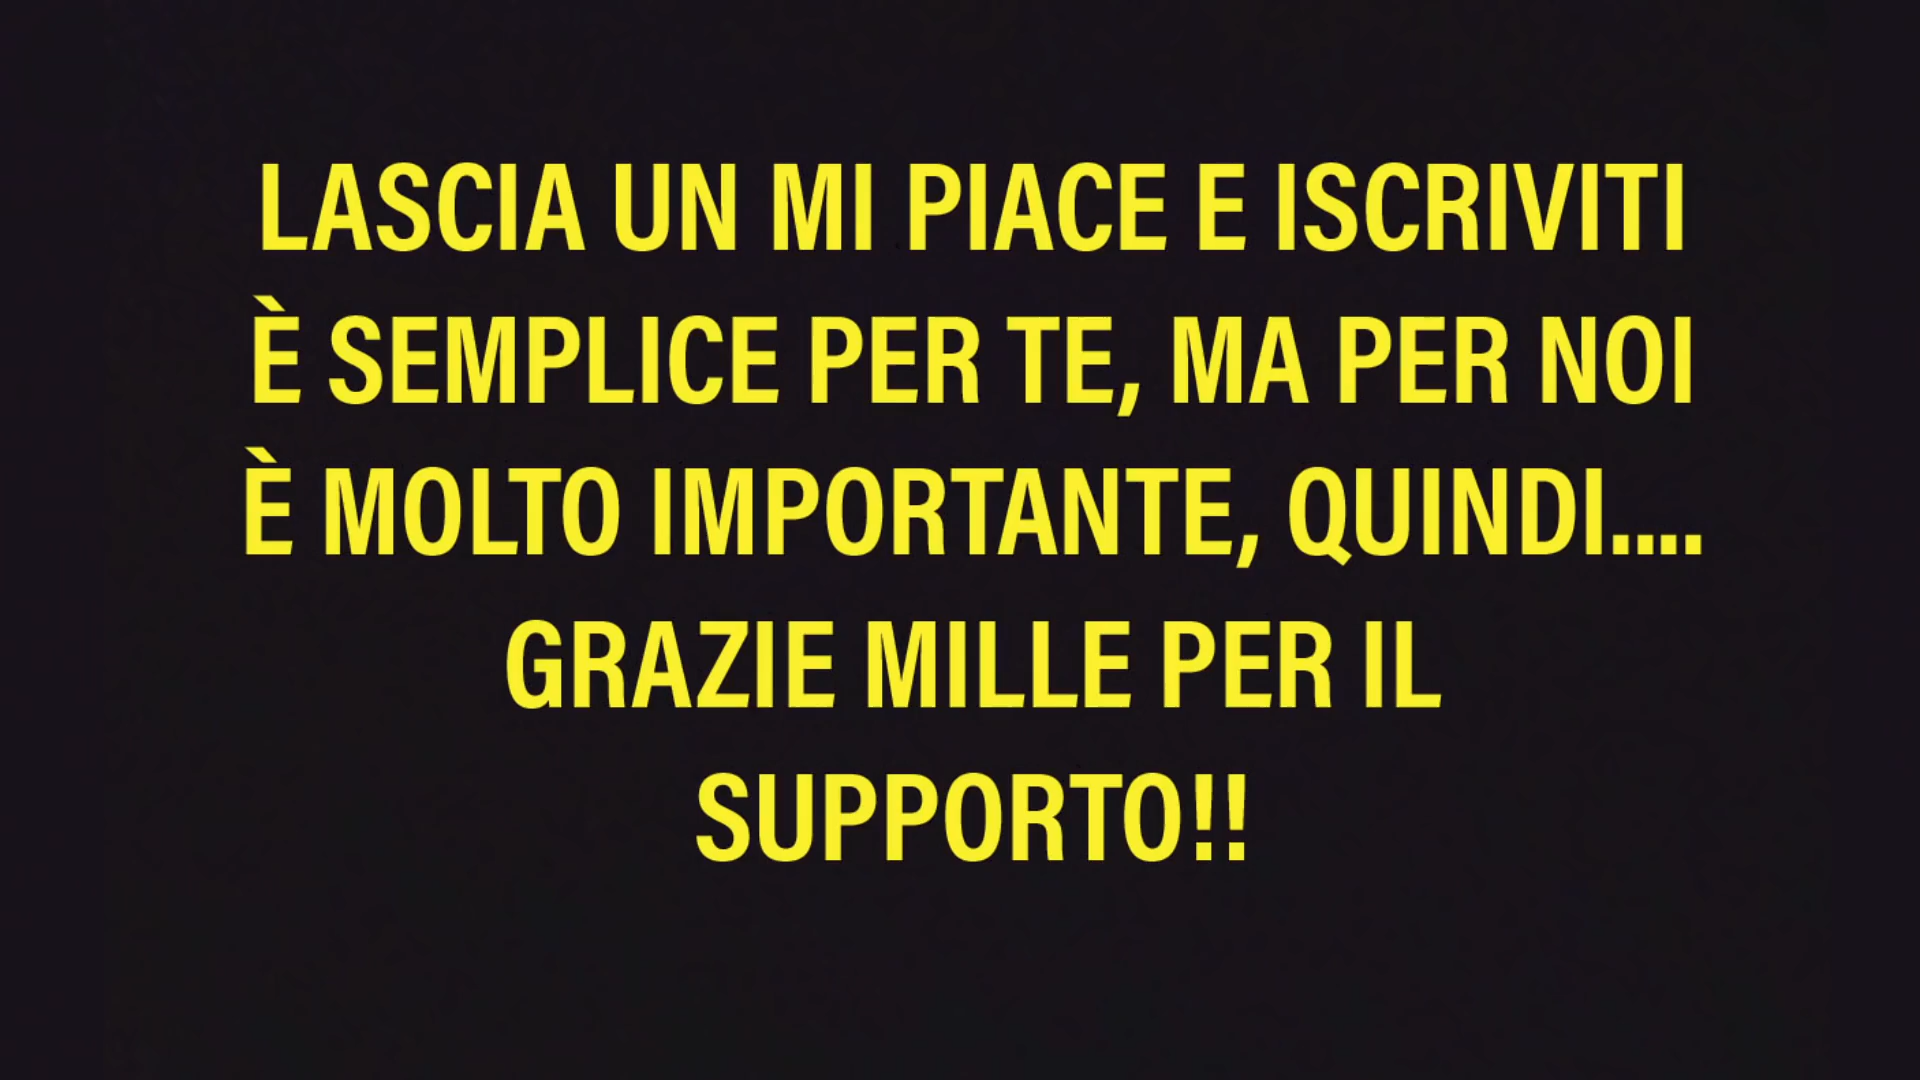 LASCIA UN MI PIACE E ISCRIVITI
È SEMPLICE PER TE, MA PER NOI
È MOLTO IMPORTANTE, QUINDI....
GRAZIE MILLE PER IL
SUPPORTO!!